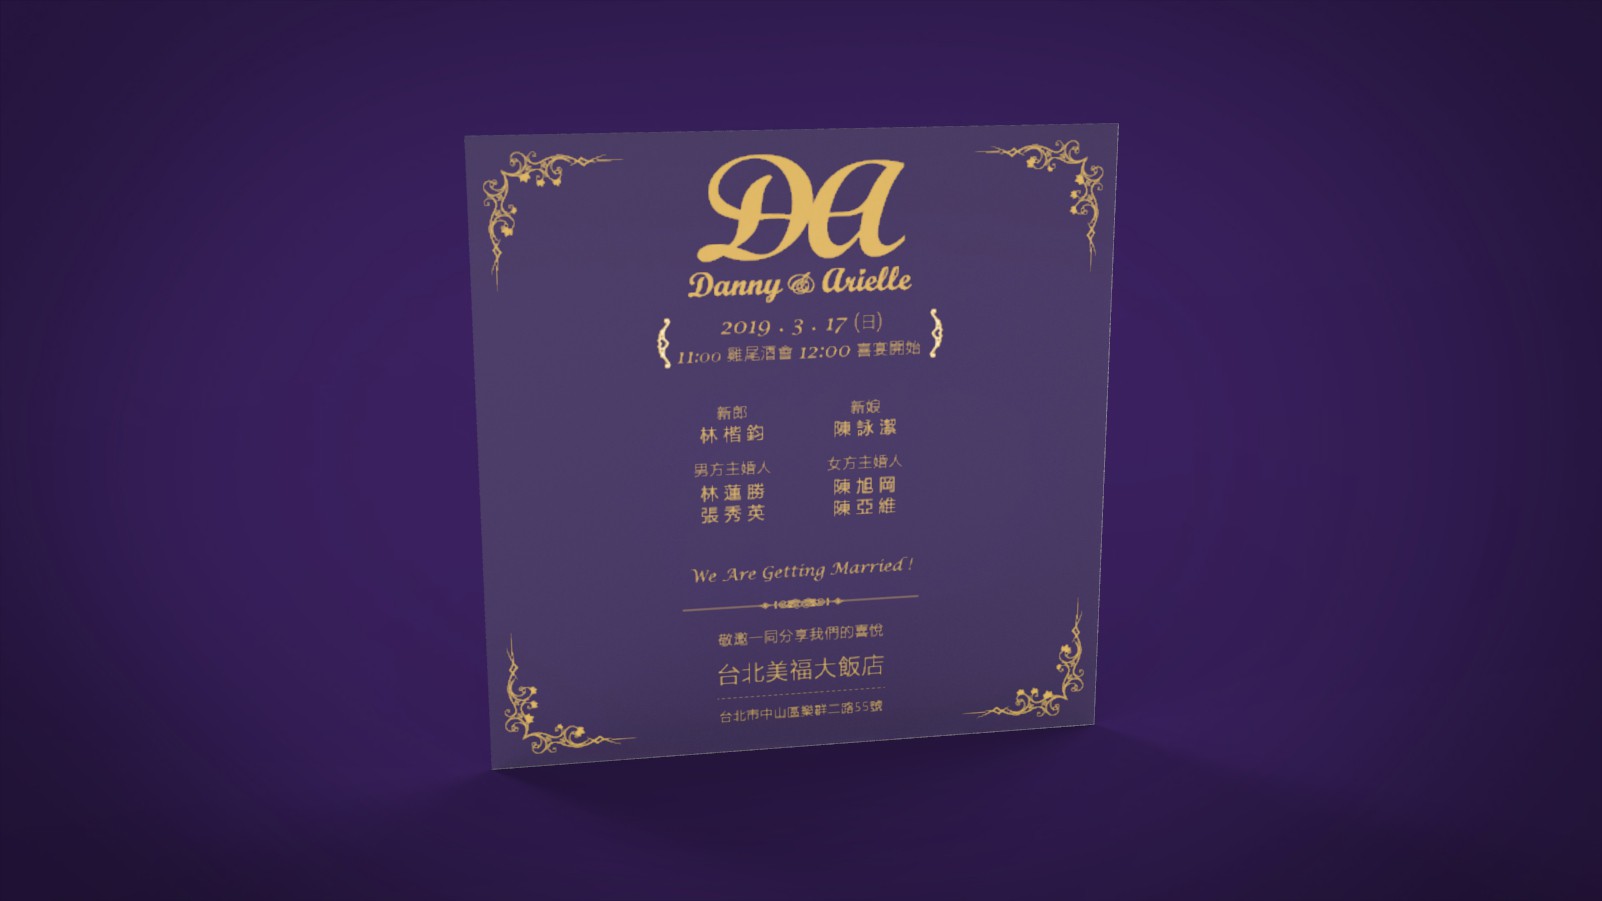 DA
Danny & Arielle
2019 . 3 . 17 (日)
11:00 雞尾酒會 12:00 喜宴開始
新郎
林楷鈞
新娘
陳詠潔
男方主婚人
林蓮勝
張秀英
女方主婚人
陳旭岡
陳亞維
We Are Getting Married!
敬邀一同分享我們的喜悅
台北美福大飯店
台北市中山區樂群二路55號